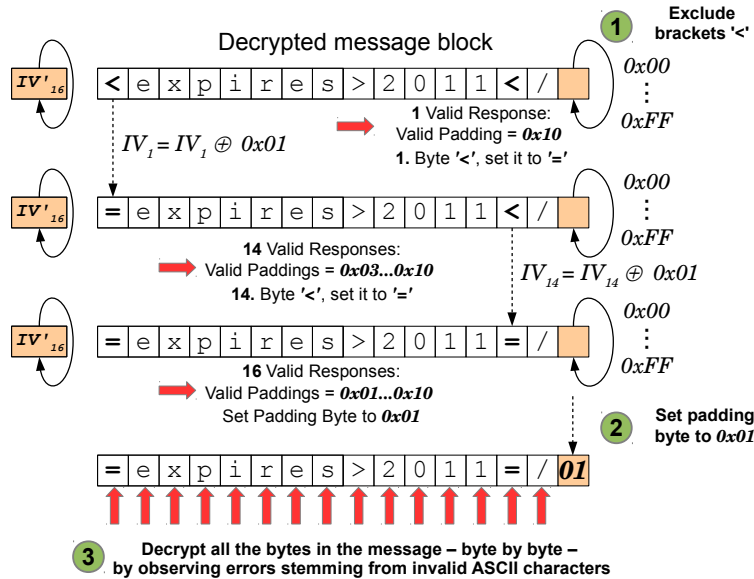 Exclude
brackets '<'
1
Decrypted message block
IV'16
< e x p i r e s > 2 0 1 1 < /
0x00
⋮
0xFF
1 Valid Response:
Valid Padding = 0x10
1. Byte '<', set it to '='
IV1 = IV1 ⊕ 0x01
IV'16
= e x p i r e s > 2 0 1 1 < /
0x00
⋮
0xFF
14 Valid Responses:
Valid Paddings = 0x03...0x10
14. Byte '<', set it to '='
IV14 = IV14 ⊕ 0x01
IV'16
= e x p i r e s > 2 0 1 1 = /
0x00
⋮
0xFF
16 Valid Responses:
Valid Paddings = 0x01...0x10
Set Padding Byte to 0x01
2
Set padding
byte to 0x01
= e x p i r e s > 2 0 1 1 = / 01
3
Decrypt all the bytes in the message – byte by byte –
by observing errors stemming from invalid ASCII characters